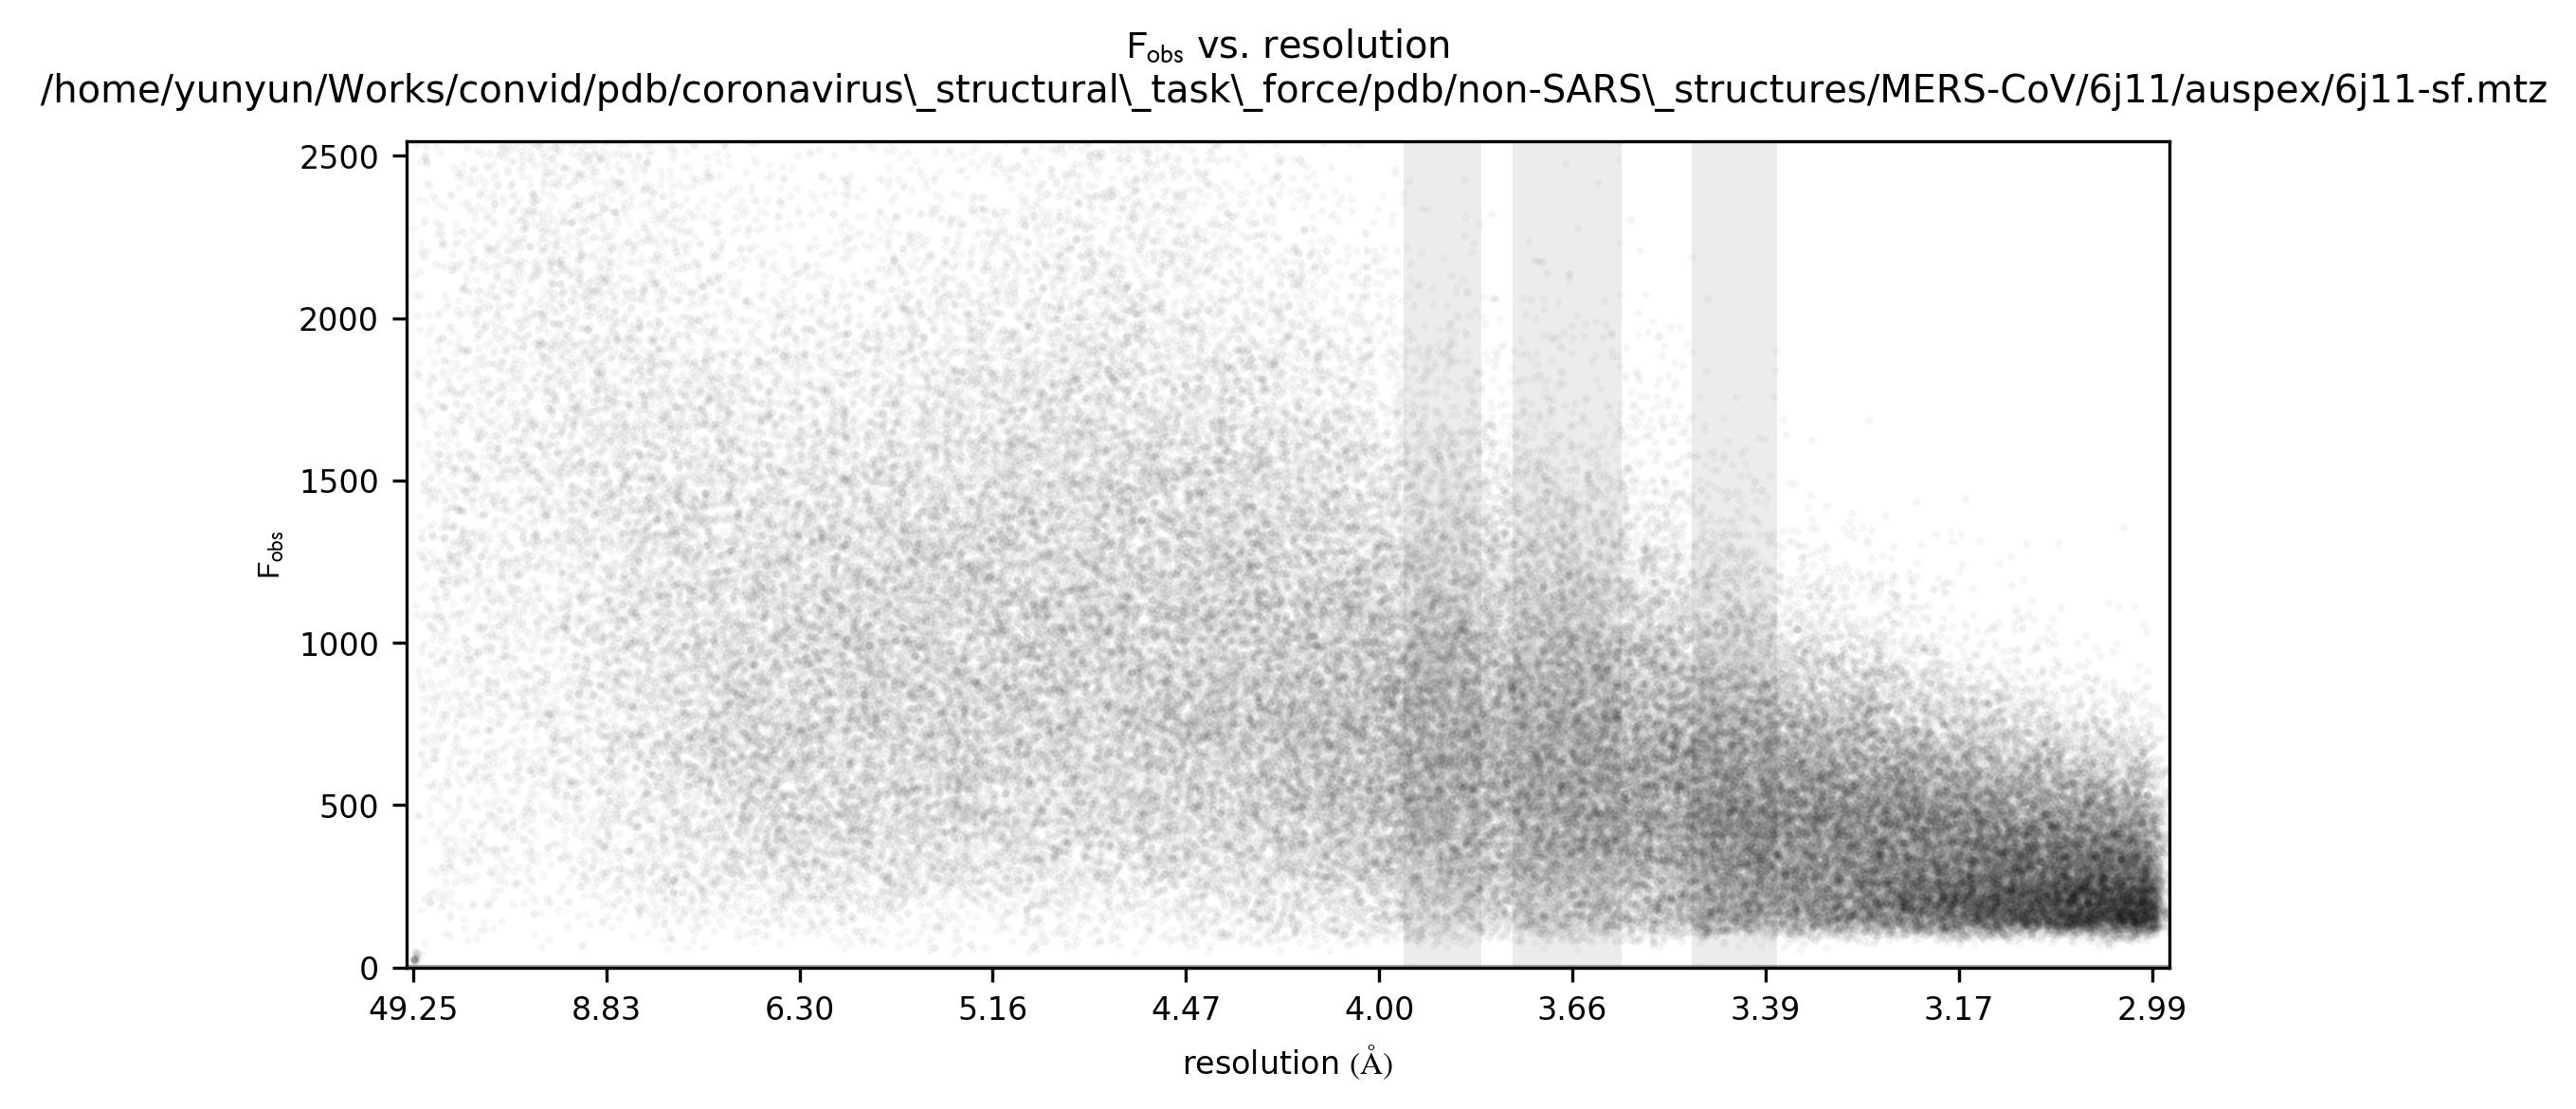 F_obs vs. resolution
/home/yunyun/Works/convid/pdb/coronavirus\_structural\_task\_force/pdb/non-SARS\_structures/MERS-CoV/6j11/auspex/6j11-sf.mtz
2500
2000
1500
1000
500
0
F_obs
49.25 8.83 6.30 5.16 4.47 4.00 3.66 3.39 3.17 2.99
resolution (Å)